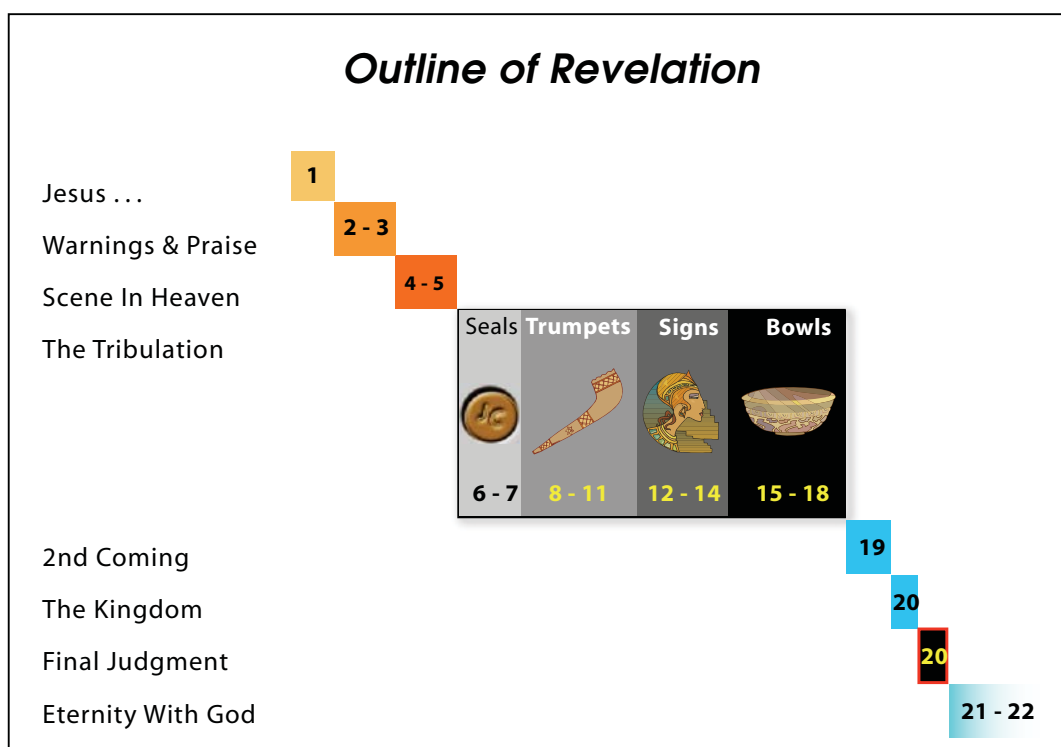 Outline of Revelation
Jesus . . .
1
Warnings & Praise
2 - 3
Scene In Heaven
4 - 5
The Tribulation
Seals Trumpets Signs Bowls
6 - 7 8 - 11 12 - 14 15 - 18
2nd Coming
19
The Kingdom
20
Final Judgment
20
Eternity With God
21 - 22